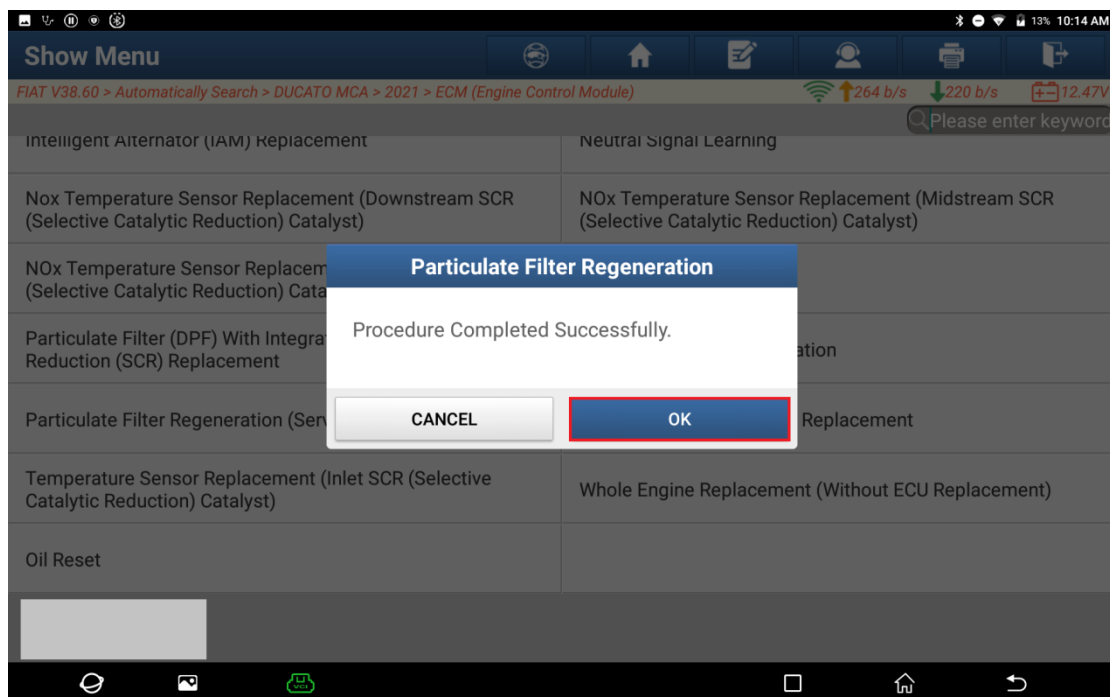 13% 10:14 AM
Show Menu
FIAT V38.60 > Automatically Search > DUCATO MCA > 2021 > ECM (Engine Control Module)
264 b/s
220 b/s
12.47V
Please enter keyword
Intelligent Alternator (IAM) Replacement
Neutral Signal Learning
Nox Temperature Sensor Replacement (Downstream SCR
(Selective Catalytic Reduction) Catalyst)
NOx Temperature Sensor Replacement (Midstream SCR
(Selective Catalytic Reduction) Catalyst)
NOx Temperature Sensor Replacem
(Selective Catalytic Reduction) Cata
Particulate Filter Regeneration
Procedure Completed Successfully.
CANCEL
OK
Particulate Filter (DPF) With Integra
Reduction (SCR) Replacement
ation
Particulate Filter Regeneration (Serv
Replacement
Temperature Sensor Replacement (Inlet SCR (Selective
Catalytic Reduction) Catalyst)
Whole Engine Replacement (Without ECU Replacement)
Oil Reset
VCI